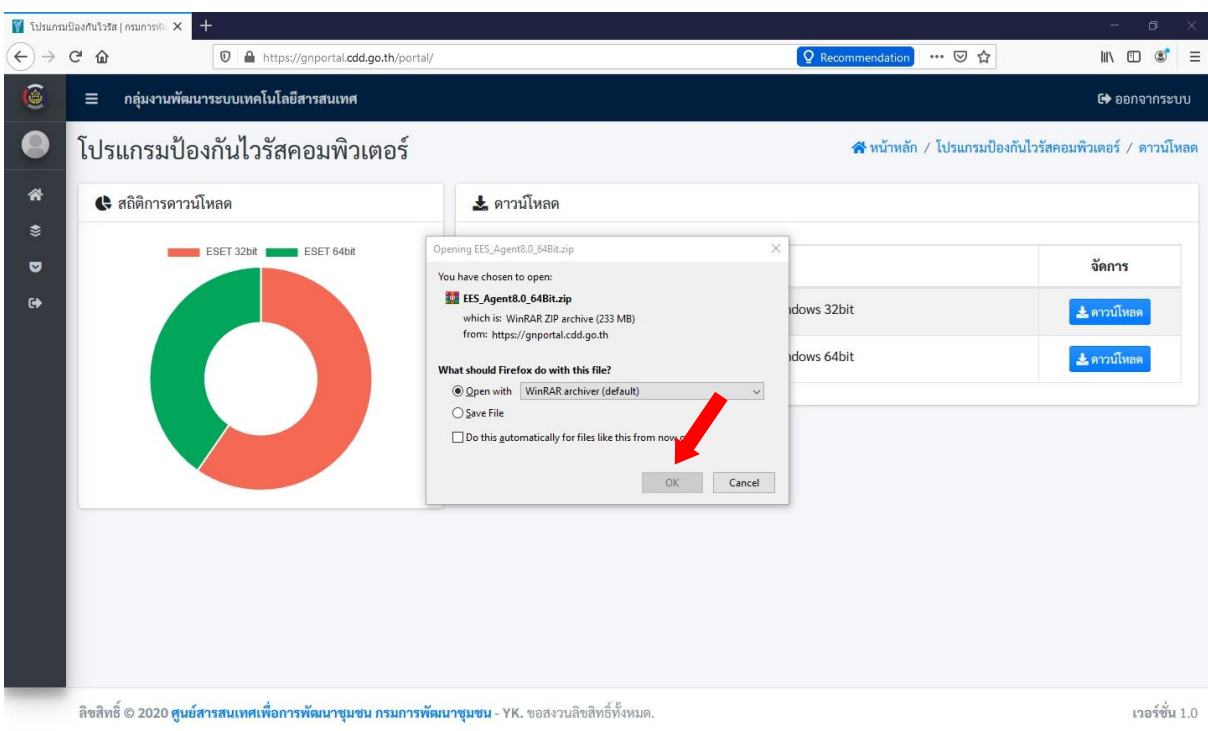 โปรแกรมป้องกันไวรัส | กรมการพัฒ
https://gnportal.cdd.go.th/portal/
Recommendation
กลุ่มงานพัฒนาระบบเทคโนโลยีสารสนเทศ
ออกจากระบบ
โปรแกรมป้องกันไวรัสคอมพิวเตอร์
หน้าหลัก / โปรแกรมป้องกันไวรัสคอมพิวเตอร์ / ดาวน์โหลด
สถิติการดาวน์โหลด
ดาวน์โหลด
ESET 32bit
ESET 64bit
Opening EES_Agent8.0_64Bit.zip
You have chosen to open:
EES_Agent8.0_64Bit.zip
which is: WinRAR ZIP archive (233 MB)
from: https://gnportal.cdd.go.th
What should Firefox do with this file?
Open with WinRAR archiver (default)
Save File
Do this automatically for files like this from now
OK
Cancel
จัดการ
ndows 32bit
ดาวน์โหลด
ndows 64bit
ดาวน์โหลด
ลิขสิทธิ์ © 2020 ศูนย์สารสนเทศเพื่อการพัฒนาชุมชน กรมการพัฒนาชุมชน - YK. ขอสงวนลิขสิทธิ์ทั้งหมด.
เวอร์ชั่น 1.0